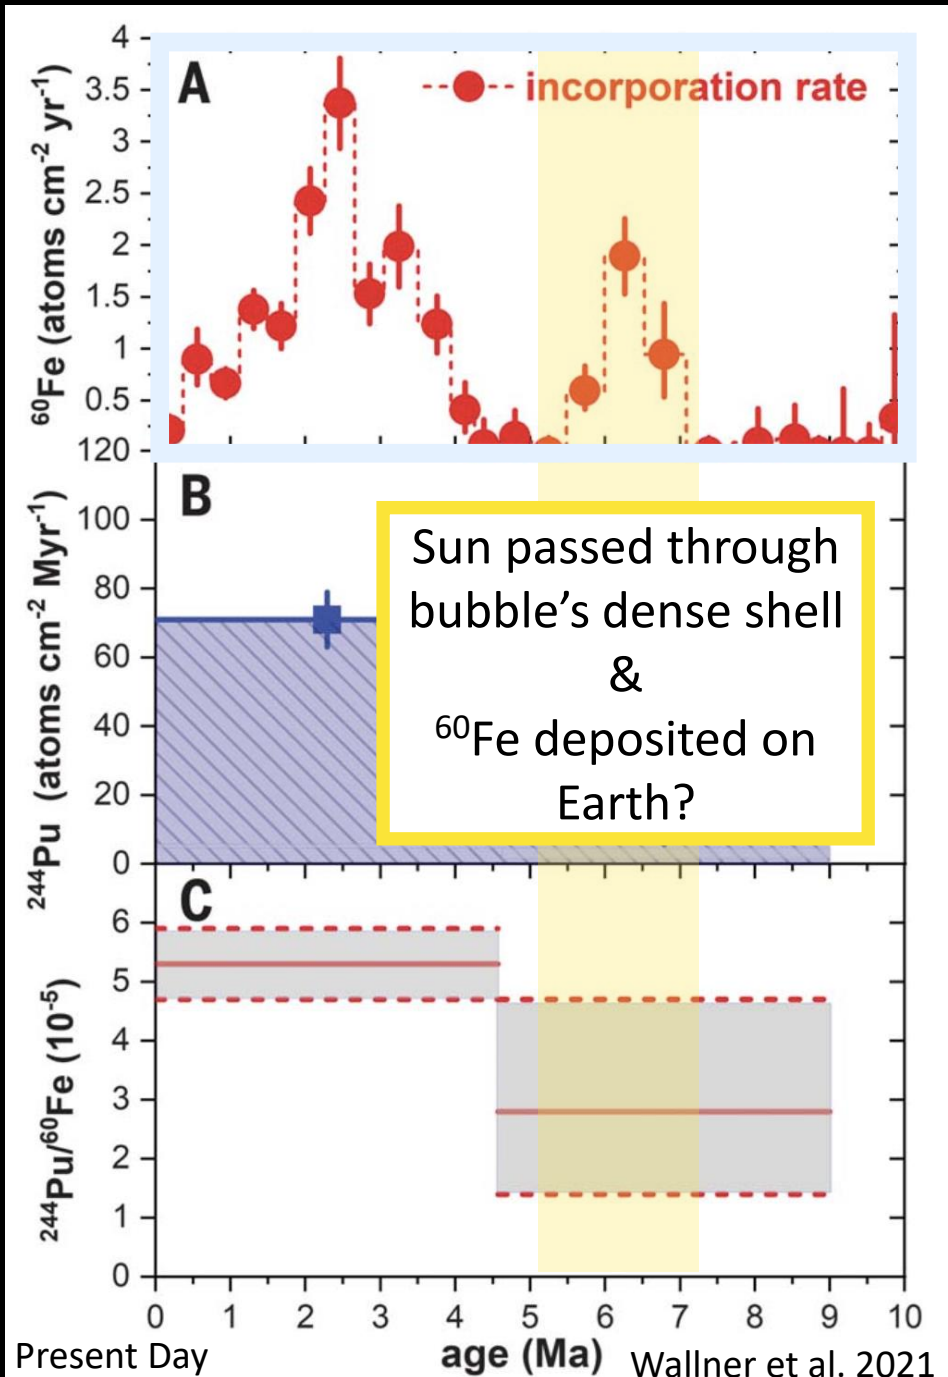 4
3.5
3
2.5
2
1.5
1
0.5
⁶⁰Fe (atoms cm⁻² yr⁻¹)
A
incorporation rate
120
100
80
60
40
20
0
²⁴⁴Pu (atoms cm⁻² Myr⁻¹)
B
Sun passed through
bubble’s dense shell
&
⁶⁰Fe deposited on
Earth?
6
5
4
3
2
1
0
²⁴⁴Pu/⁶⁰Fe (10⁻⁵)
C
0 1 2 3 4 5 6 7 8 9 10
Present Day
age (Ma)
Wallner et al. 2021